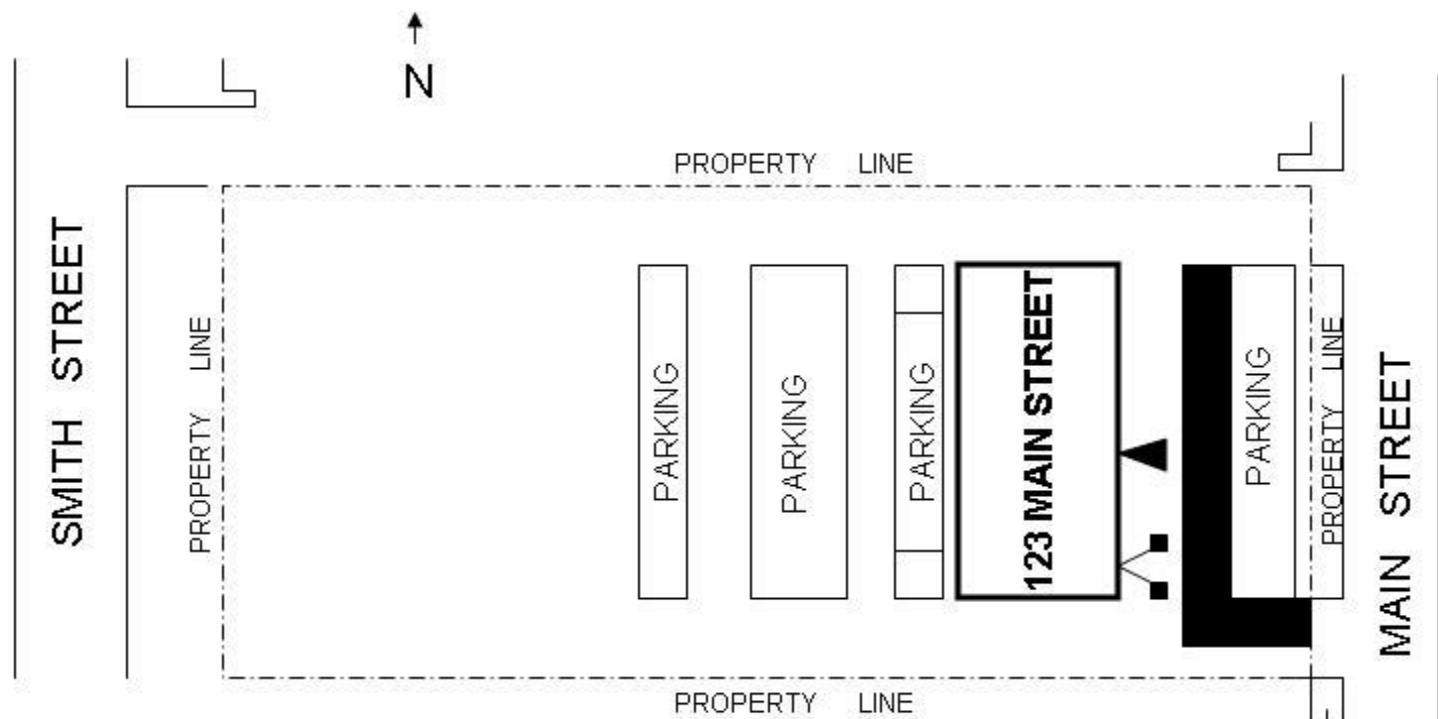 N
PROPERTY LINE
SMITH STREET
PROPERTY LINE
PARKING
PARKING
PARKING
123 MAIN STREET
PARKING
PROPERTY LINE
MAIN STREET
PROPERTY LINE